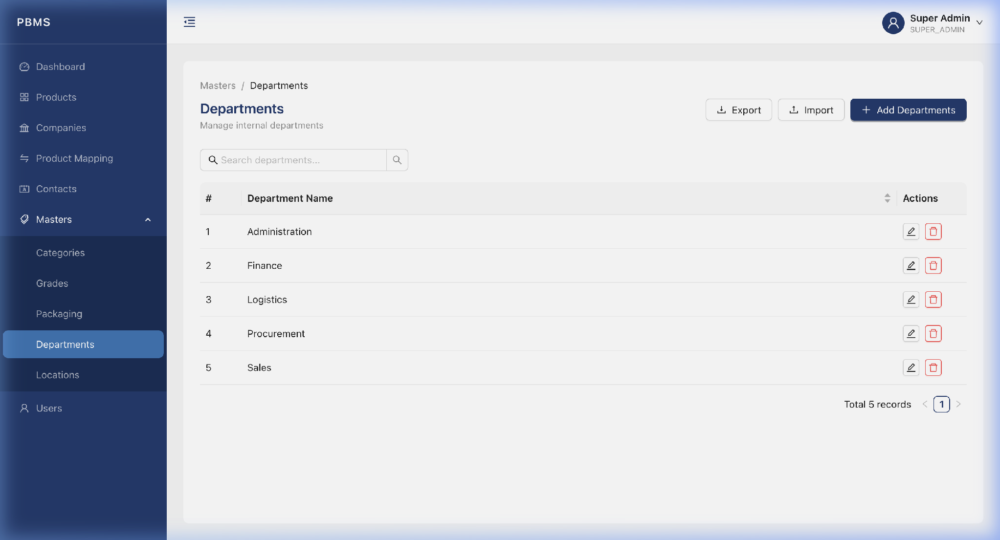 PBMS
Super Admin
SUPER_ADMIN
Dashboard
Products
Companies
Product Mapping
Contacts
Masters
Categories
Grades
Packaging
Departments
Locations
Users
Masters / Departments
Departments
Manage internal departments
Export
Import
Add Departments
Search departments...
# Department Name Actions
1 Administration
2 Finance
3 Logistics
4 Procurement
5 Sales
Total 5 records 1